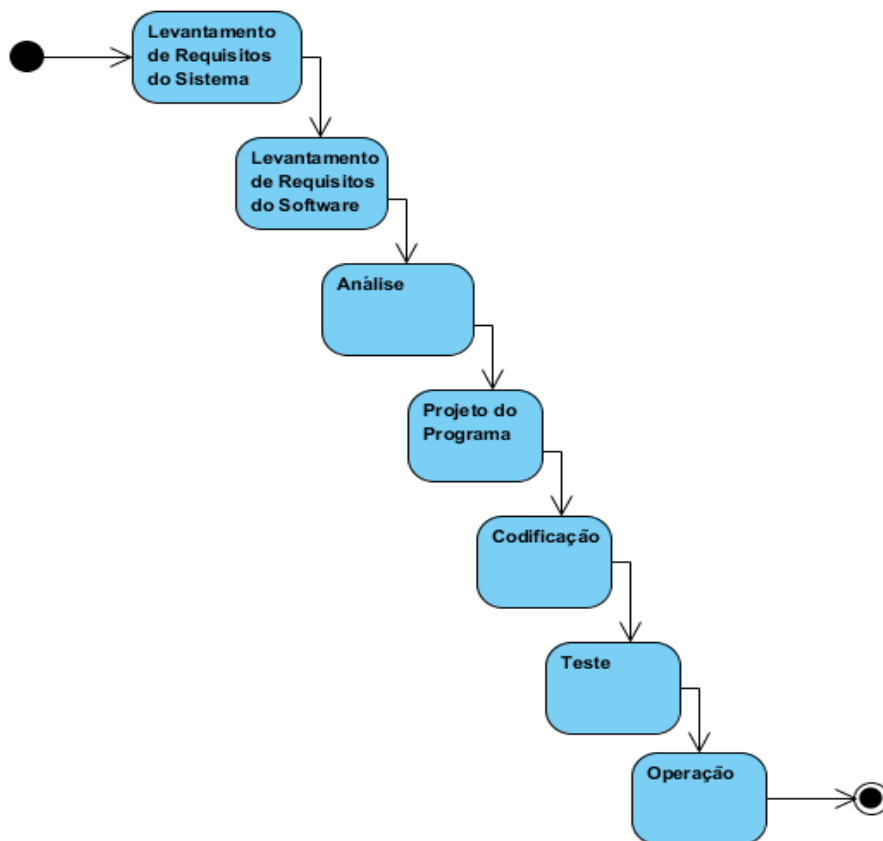 Levantamento
de Requisitos
do Sistema
Levantamento
de Requisitos
do Software
Análise
Projeto do
Programa
Codificação
Teste
Operação